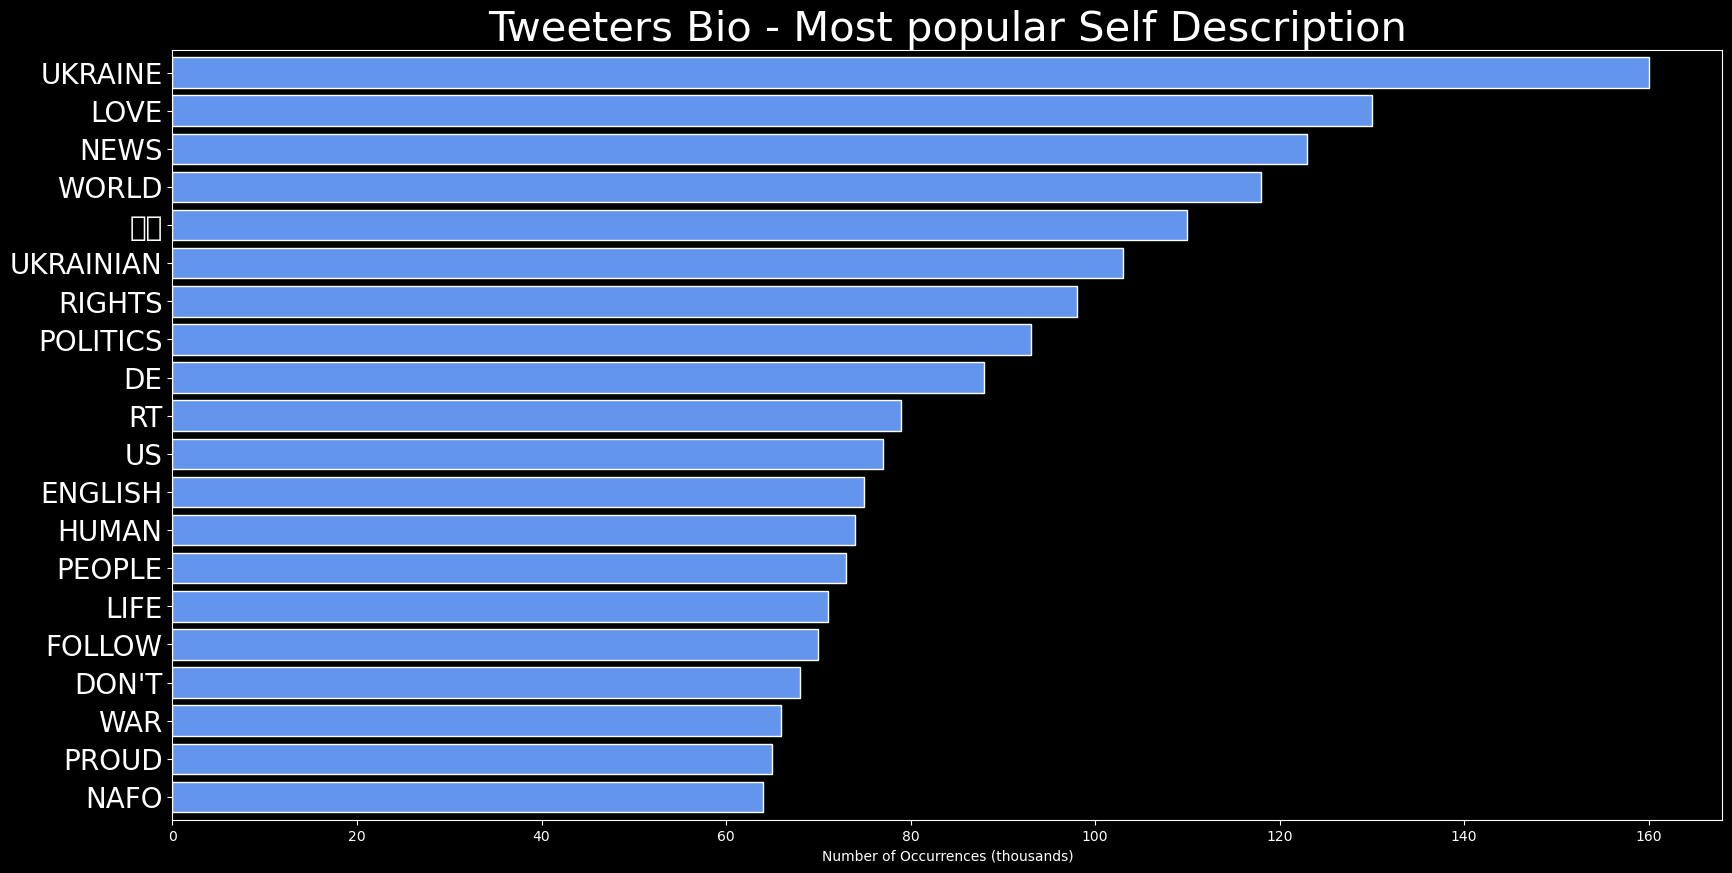 Tweeters Bio - Most popular Self Description
UKRAINE
LOVE
NEWS
WORLD
UKRAINIAN
RIGHTS
POLITICS
DE
RT
US
ENGLISH
HUMAN
PEOPLE
LIFE
FOLLOW
DON'T
WAR
PROUD
NAFO
0 20 40 60 80 100 120 140 160
Number of Occurrences (thousands)